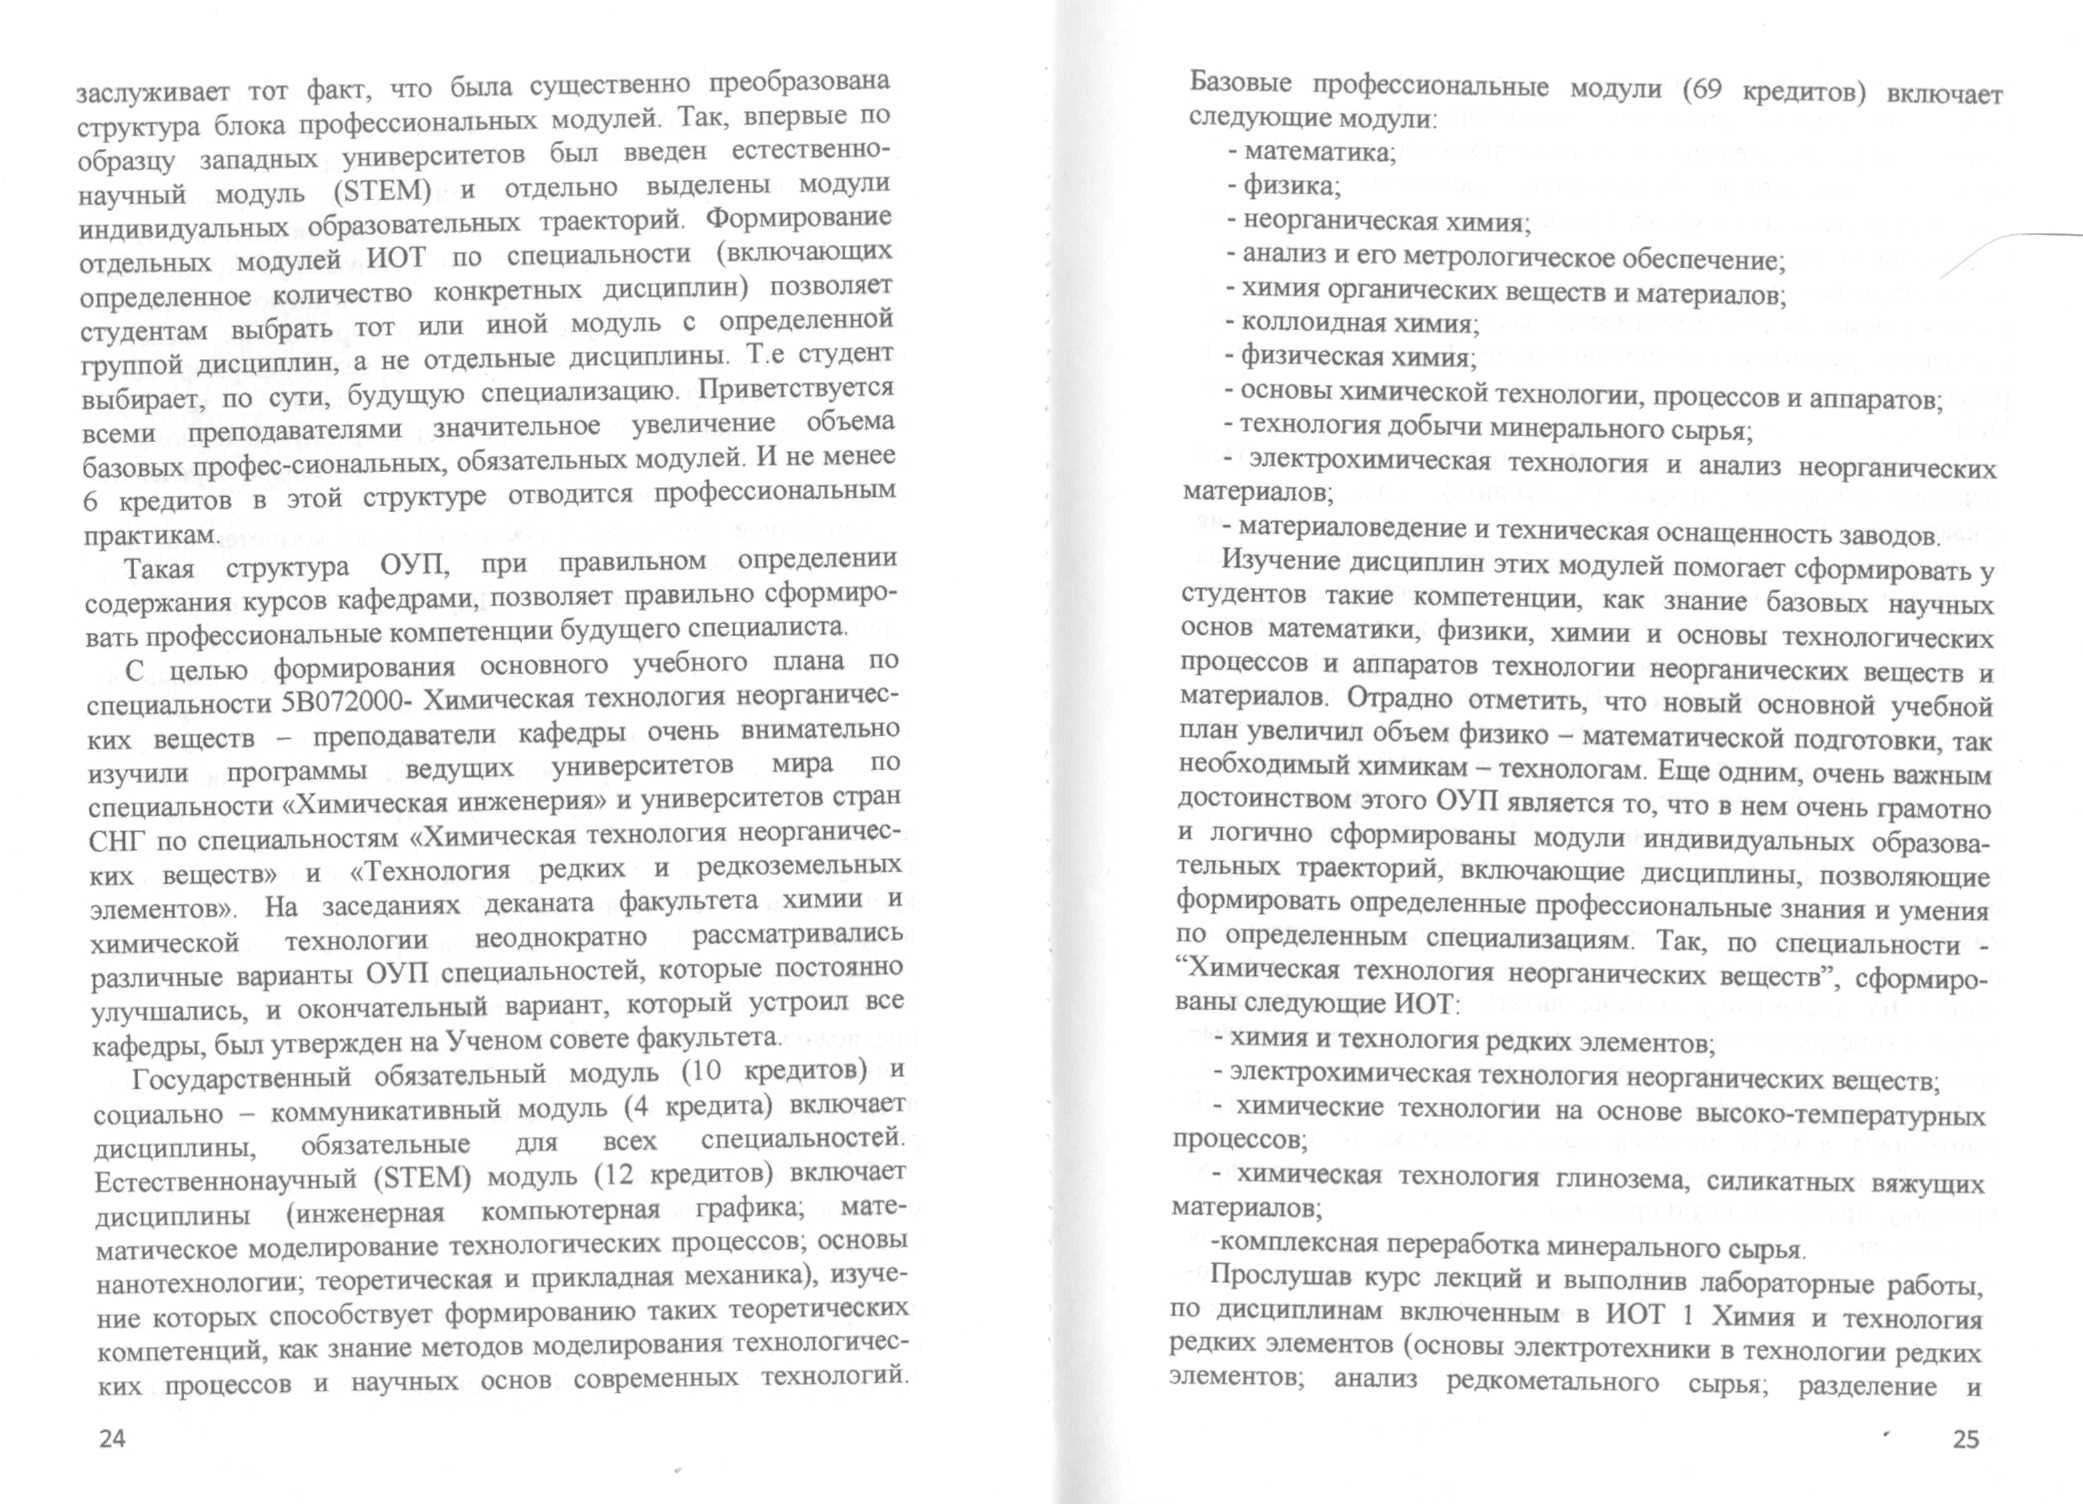 заслуживает тот факт, что была существенно преобразована
структура блока профессиональных модулей. Так, впервые по
образцу западных университетов был введен естественно-
научный модуль (STEM) и отдельно выделены модули
индивидуальных образовательных траекторий. Формирование
отдельных модулей ИОТ по специальности (включающих
определенное количество конкретных дисциплин) позволяет
студентам выбрать тот или иной модуль с определенной
группой дисциплин, а не отдельные дисциплины. Т.е студент
выбирает, по сути, будущую специализацию. Приветствуется
всеми преподавателями значительное увеличение объема
базовых профес-сиональных, обязательных модулей. И не менее
6 кредитов в этой структуре отводится профессиональным
практикам.
Такая структура ОУП, при правильном определении
содержания курсов кафедрами, позволяет правильно сформиро-
вать профессиональные компетенции будущего специалиста.
С целью формирования основного учебного плана по
специальности 5В072000- Химическая технология неорганичес-
ких веществ – преподаватели кафедры очень внимательно
изучили программы ведущих университетов мира по
специальности «Химическая инженерия» и университетов стран
СНГ по специальностям «Химическая технология неорганичес-
ких веществ» и «Технология редких и редкоземельных
элементов». На заседаниях деканата факультета химии и
химической технологии неоднократно рассматривались
различные варианты ОУП специальностей, которые постоянно
улучшались, и окончательный вариант, который устроил все
кафедры, был утвержден на Ученом совете факультета.
Государственный обязательный модуль (10 кредитов) и
социально – коммуникативный модуль (4 кредита) включает
дисциплины, обязательные для всех специальностей.
Естественнонаучный (STEM) модуль (12 кредитов) включает
дисциплины (инженерная компьютерная графика; мате-
матическое моделирование технологических процессов; основы
нанотехнологии; теоретическая и прикладная механика), изуче-
ние которых способствует формированию таких теоретических
компетенций, как знание методов моделирования технологичес-
ких процессов и научных основ современных технологий.
24
Базовые профессиональные модули (69 кредитов) включает
следующие модули:
- математика;
- физика;
- неорганическая химия;
- анализ и его метрологическое обеспечение;
- химия органических веществ и материалов;
- коллоидная химия;
- физическая химия;
- основы химической технологии, процессов и аппаратов;
- технология добычи минерального сырья;
- электрохимическая технология и анализ неорганических
материалов;
- материаловедение и техническая оснащенность заводов.
Изучение дисциплин этих модулей помогает сформировать у
студентов такие компетенции, как знание базовых научных
основ математики, физики, химии и основы технологических
процессов и аппаратов технологии неорганических веществ и
материалов. Отрадно отметить, что новый основной учебной
план увеличил объем физико – математической подготовки, так
необходимый химикам – технологам. Еще одним, очень важным
достоинством этого ОУП является то, что в нем очень грамотно
и логично сформированы модули индивидуальных образова-
тельных траекторий, включающие дисциплины, позволяющие
формировать определенные профессиональные знания и умения
по определенным специализациям. Так, по специальности -
“Химическая технология неорганических веществ”, сформиро-
ваны следующие ИОТ:
- химия и технология редких элементов;
- электрохимическая технология неорганических веществ;
- химические технологии на основе высоко-температурных
процессов;
- химическая технология глинозема, силикатных вяжущих
материалов;
-комплексная переработка минерального сырья.
Прослушав курс лекций и выполнив лабораторные работы,
по дисциплинам включенным в ИОТ 1 Химия и технология
редких элементов (основы электротехники в технологии редких
элементов; анализ редкометального сырья; разделение и
25